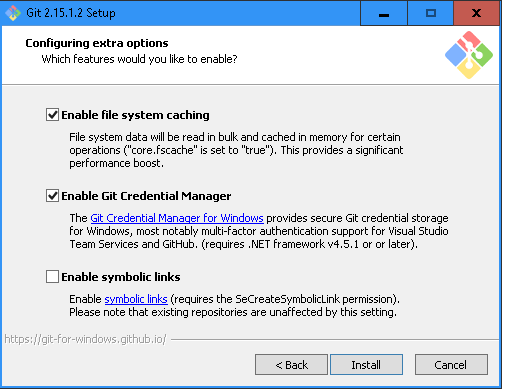 Git 2.15.1.2 Setup
Configuring extra options
Which features would you like to enable?
Enable file system caching
File system data will be read in bulk and cached in memory for certain
operations ("core.fscache" is set to "true"). This provides a significant
performance boost.
Enable Git Credential Manager
The Git Credential Manager for Windows provides secure Git credential storage
for Windows, most notably multi-factor authentication support for Visual Studio
Team Services and GitHub. (requires .NET framework v4.5.1 or or later).
Enable symbolic links
Enable symbolic links (requires the SeCreateSymbolicLink permission).
Please note that existing repositories are unaffected by this setting.
https://git-for-windows.github.io/
< Back Install Cancel